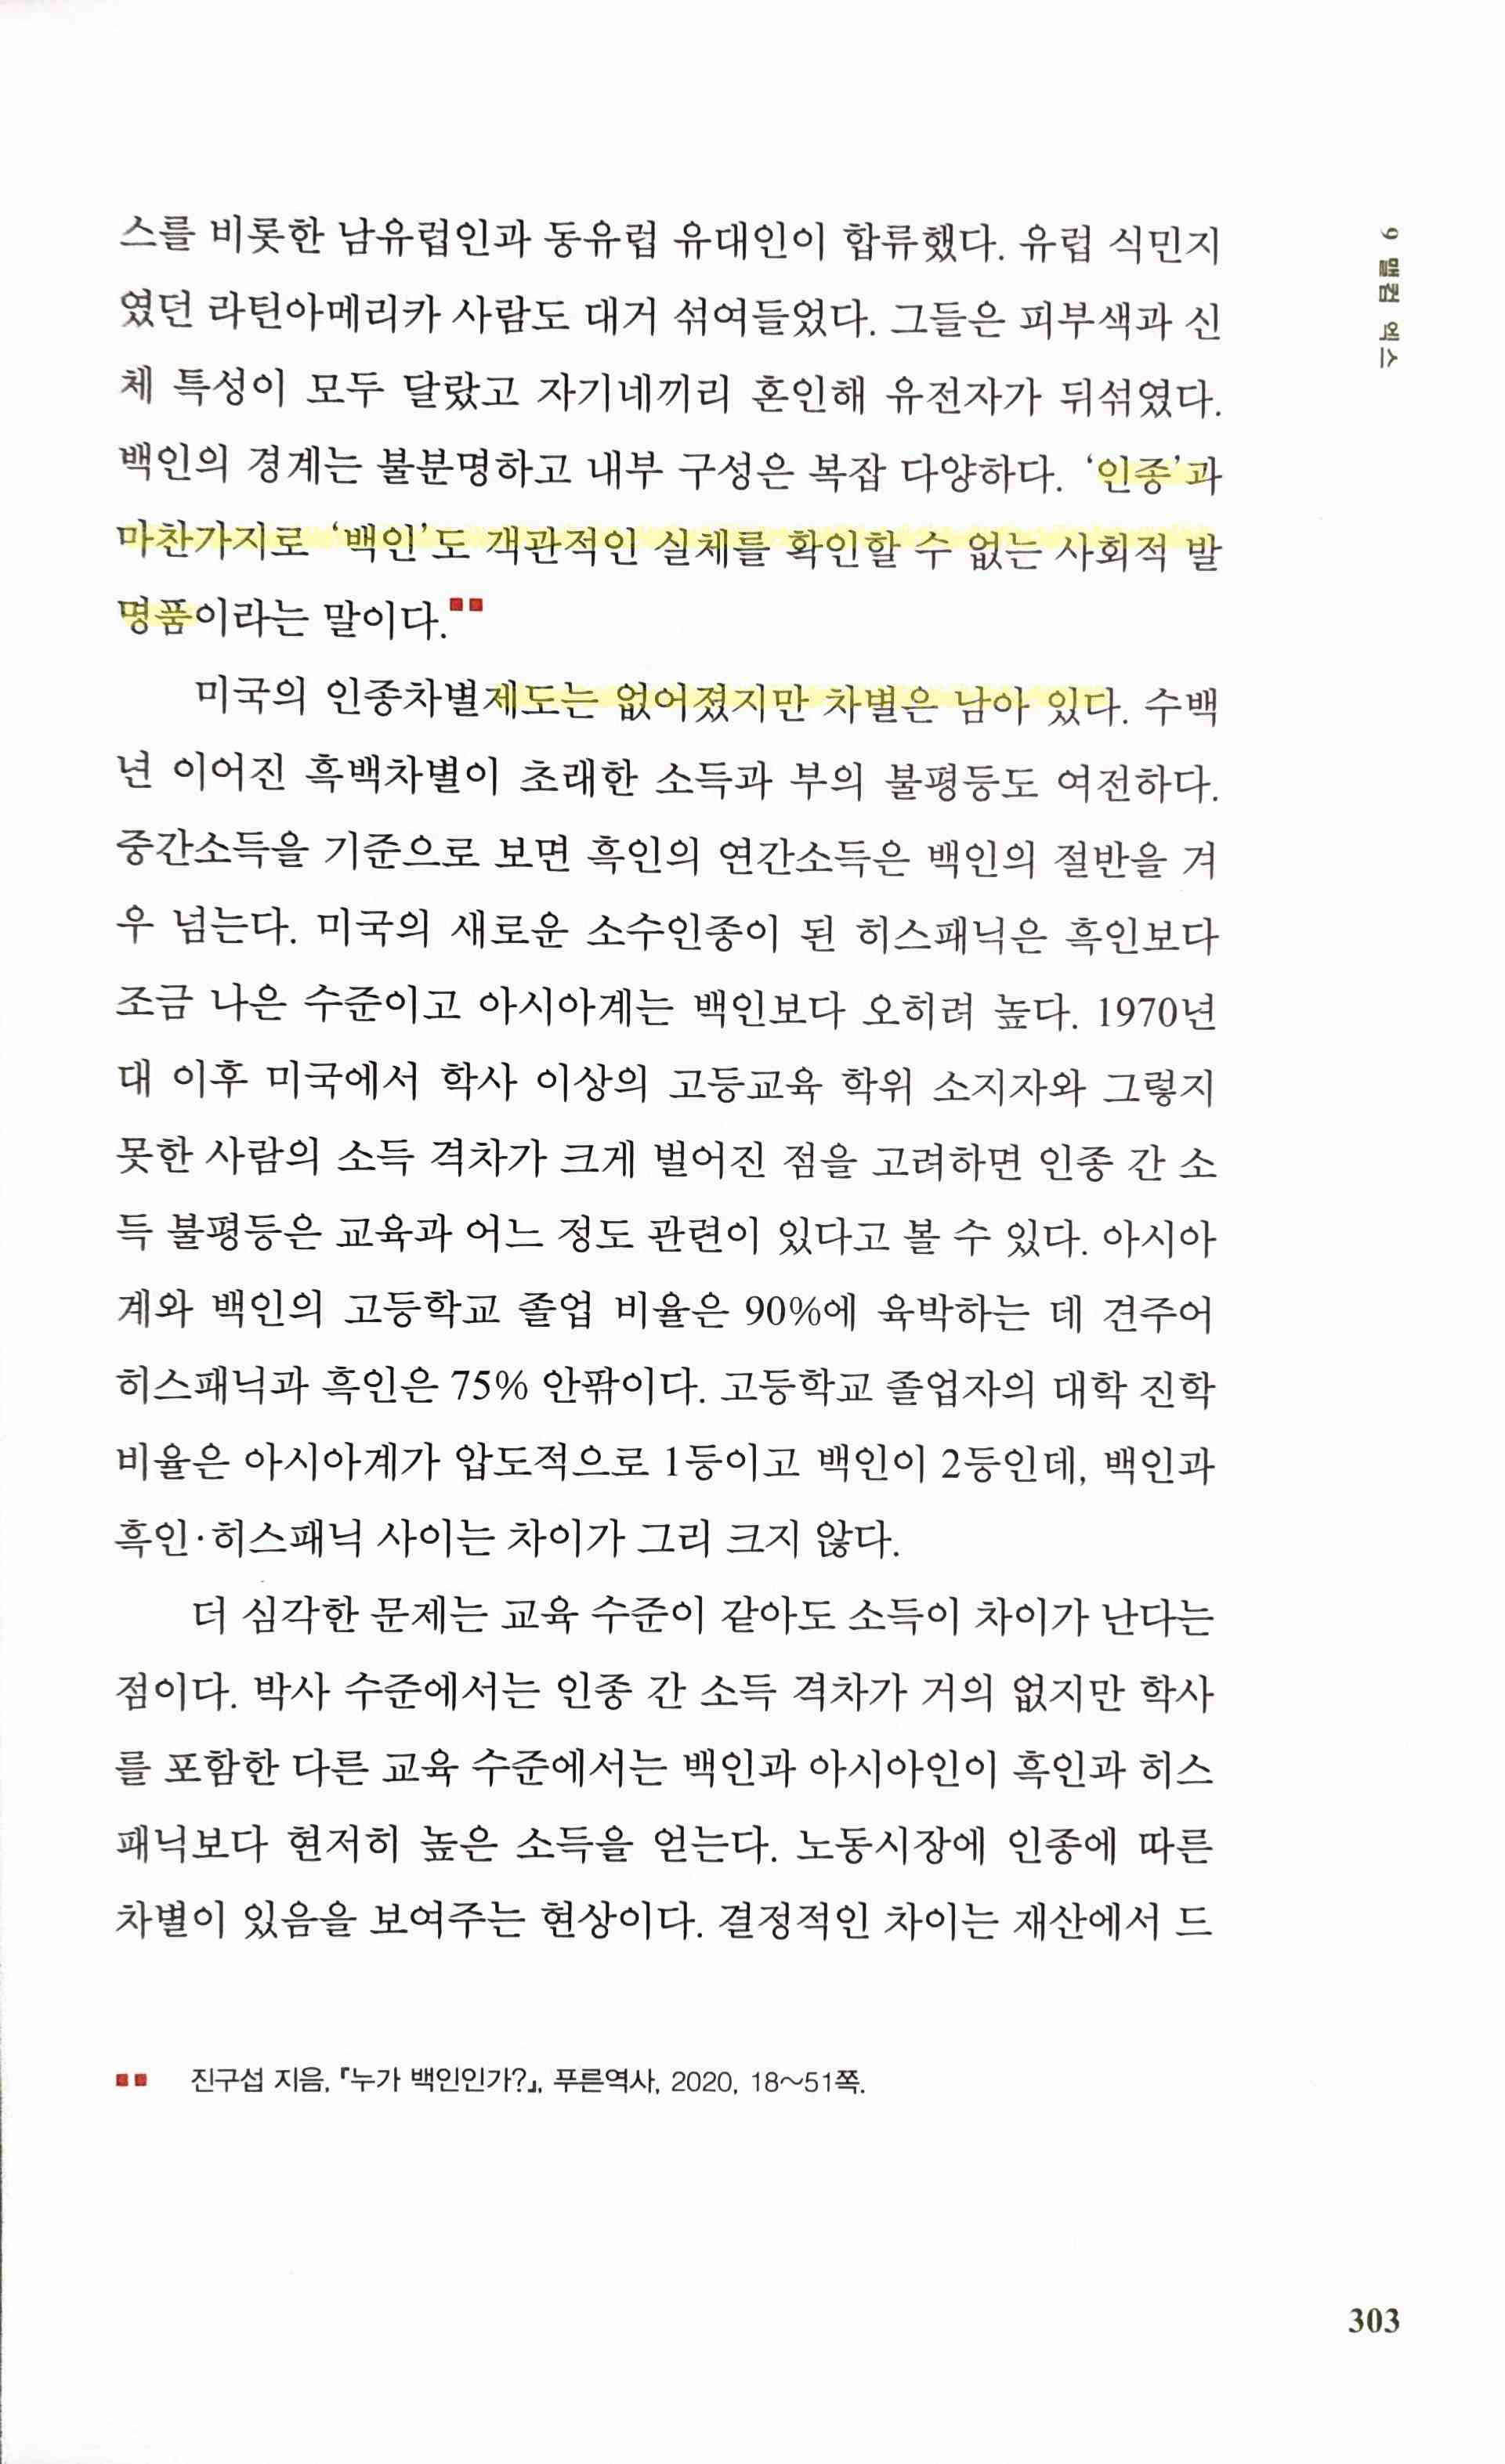 스를 비롯한 남유럽인과 동유럽 유대인이 합류했다. 유럽 식민지
였던 라틴아메리카 사람도 대거 섞여들었다. 그들은 피부색과 신
체 특성이 모두 달랐고 자기네끼리 혼인해 유전자가 뒤섞였다.
백인의 경계는 불분명하고 내부 구성은 복잡 다양하다. ‘인종’과
마찬가지로 ‘백인’도 객관적인 실체를 확인할 수 없는 사회적 발
명품이라는 말이다.▪▪
미국의 인종차별제도는 없어졌지만 차별은 남아 있다. 수백
년 이어진 흑백차별이 초래한 소득과 부의 불평등도 여전하다.
중간소득을 기준으로 보면 흑인의 연간소득은 백인의 절반을 겨
우 넘는다. 미국의 새로운 소수인종이 된 히스패닉은 흑인보다
조금 나은 수준이고 아시아계는 백인보다 오히려 높다. 1970년
대 이후 미국에서 학사 이상의 고등교육 학위 소지자와 그렇지
못한 사람의 소득 격차가 크게 벌어진 점을 고려하면 인종 간 소
득 불평등은 교육과 어느 정도 관련이 있다고 볼 수 있다. 아시아
계와 백인의 고등학교 졸업 비율은 90%에 육박하는 데 견주어
히스패닉과 흑인은 75% 안팎이다. 고등학교 졸업자의 대학 진학
비율은 아시아계가 압도적으로 1등이고 백인이 2등인데, 백인과
흑인·히스패닉 사이는 차이가 그리 크지 않다.
더 심각한 문제는 교육 수준이 같아도 소득이 차이가 난다는
점이다. 박사 수준에서는 인종 간 소득 격차가 거의 없지만 학사
를 포함한 다른 교육 수준에서는 백인과 아시아인이 흑인과 히스
패닉보다 현저히 높은 소득을 얻는다. 노동시장에 인종에 따른
차별이 있음을 보여주는 현상이다. 결정적인 차이는 재산에서 드
▪▪ 진구섭 지음, 『누가 백인인가?』, 푸른역사, 2020, 18~51쪽.
9 맬컴 엑스
303